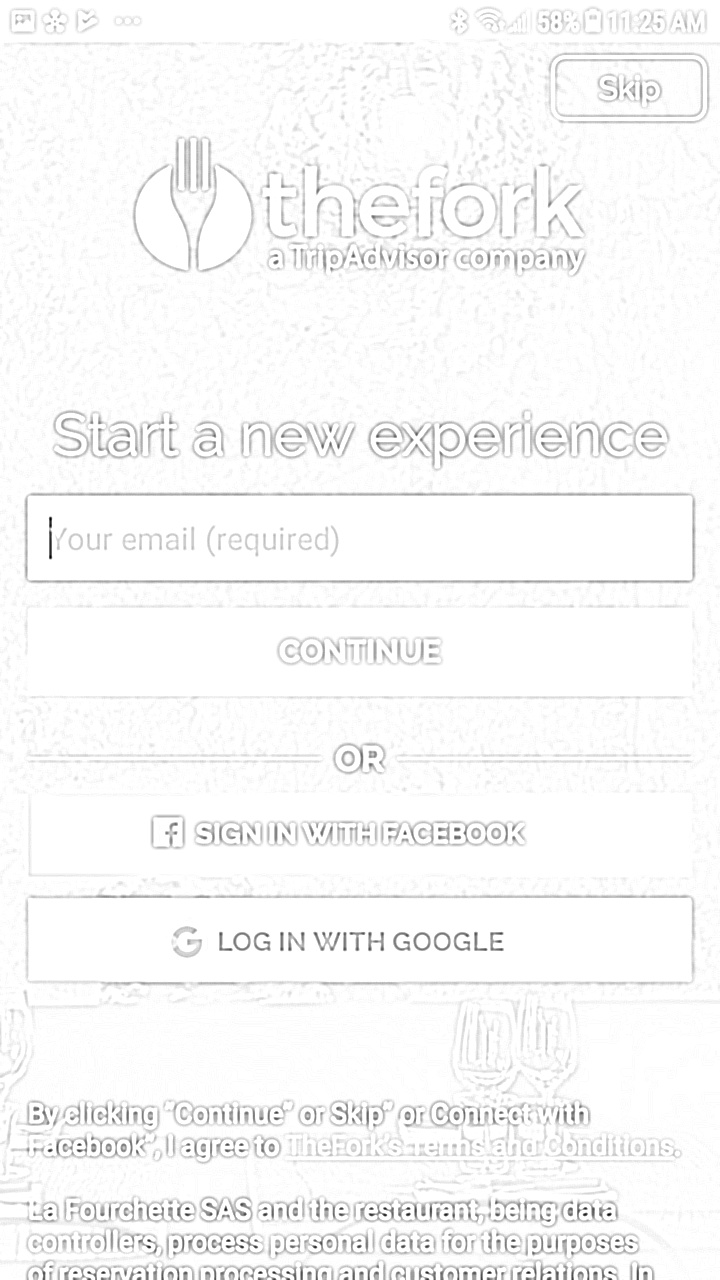 58% 11:25 AM
Skip
thefork
a TripAdvisor company
Start a new experience
Your email (required)
CONTINUE
OR
SIGN IN WITH FACEBOOK
LOG IN WITH GOOGLE
By clicking "Continue" or Skip" or Connect with
Facebook", I agree to TheFork's Terms and Conditions.
La Fourchette SAS and the restaurant, being data
controllers, process personal data for the purposes
of reservation processing and customer relations. In